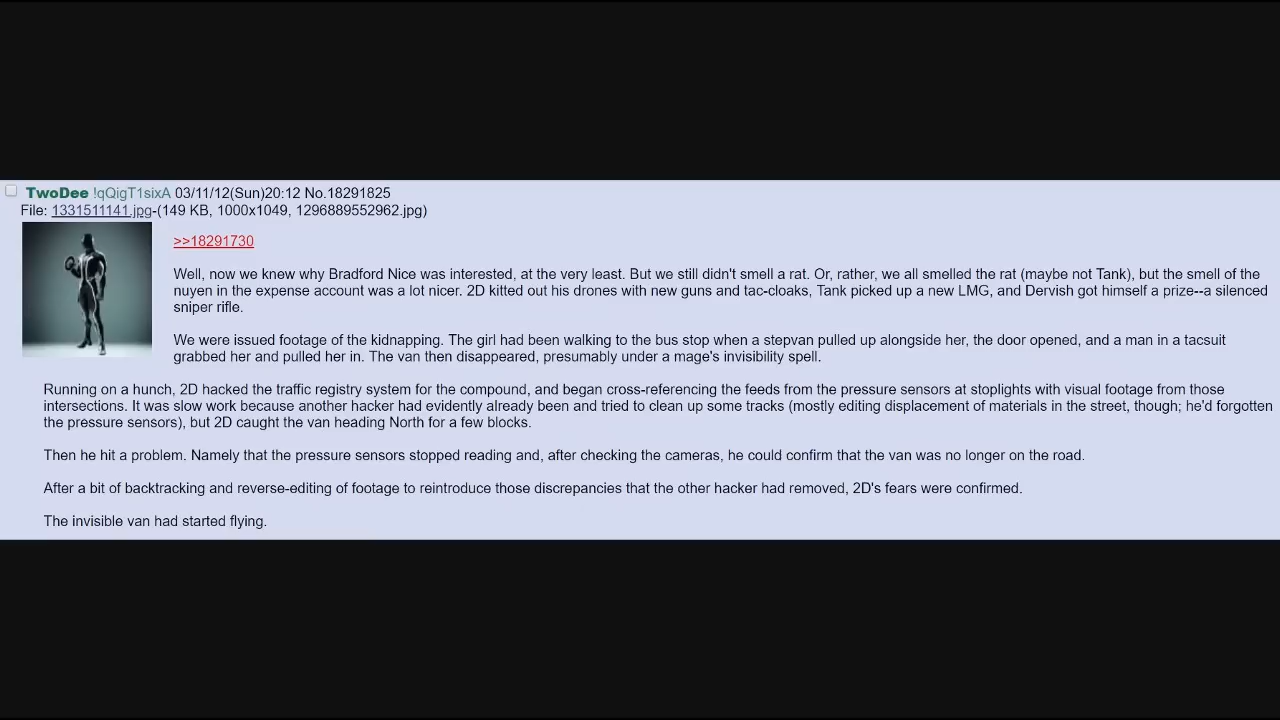 TwoDee !qQigT1sixA 03/11/12(Sun)20:12 No.18291825
File: 1331511141.jpg-(149 KB, 1000x1049, 1296889552962.jpg)
>>18291730
Well, now we knew why Bradford Nice was interested, at the very least. But we still didn't smell a rat. Or, rather, we all smelled the rat (maybe not Tank), but the smell of the
nuyen in the expense account was a lot nicer. 2D kitted out his drones with new guns and tac-cloaks, Tank picked up a new LMG, and Dervish got himself a prize--a silenced
sniper rifle.
We were issued footage of the kidnapping. The girl had been walking to the bus stop when a stepvan pulled up alongside her, the door opened, and a man in a tacsuit
grabbed her and pulled her in. The van then disappeared, presumably under a mage's invisibility spell.
Running on a hunch, 2D hacked the traffic registry system for the compound, and began cross-referencing the feeds from the pressure sensors at stoplights with visual footage from those
intersections. It was slow work because another hacker had evidently already been and tried to clean up some tracks (mostly editing displacement of materials in the street, though; he'd forgotten
the pressure sensors), but 2D caught the van heading North for a few blocks.
Then he hit a problem. Namely that the pressure sensors stopped reading and, after checking the cameras, he could confirm that the van was no longer on the road.
After a bit of backtracking and reverse-editing of footage to reintroduce those discrepancies that the other hacker had removed, 2D's fears were confirmed.
The invisible van had started flying.